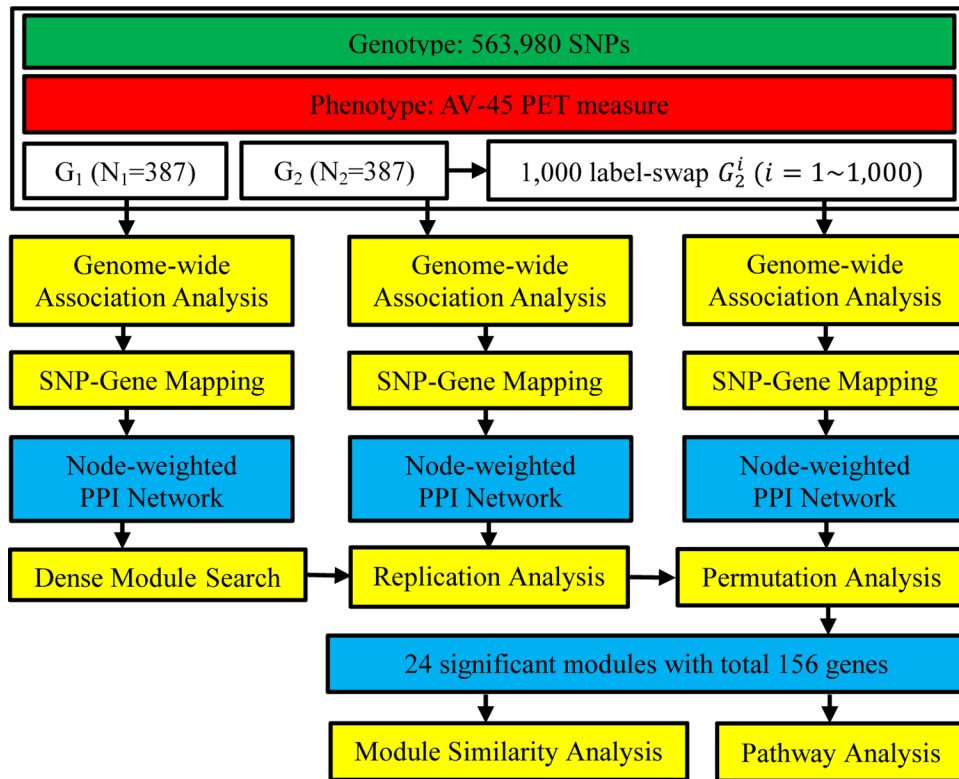 Genotype: 563,980 SNPs
Phenotype: AV-45 PET measure
G₁ (N₁=387)
G₂ (N₂=387)
1,000 label-swap G₂ⁱ (i = 1~1,000)
Genome-wide
Association Analysis
Genome-wide
Association Analysis
Genome-wide
Association Analysis
SNP-Gene Mapping
SNP-Gene Mapping
SNP-Gene Mapping
Node-weighted
PPI Network
Node-weighted
PPI Network
Node-weighted
PPI Network
Dense Module Search
Replication Analysis
Permutation Analysis
24 significant modules with total 156 genes
Module Similarity Analysis
Pathway Analysis